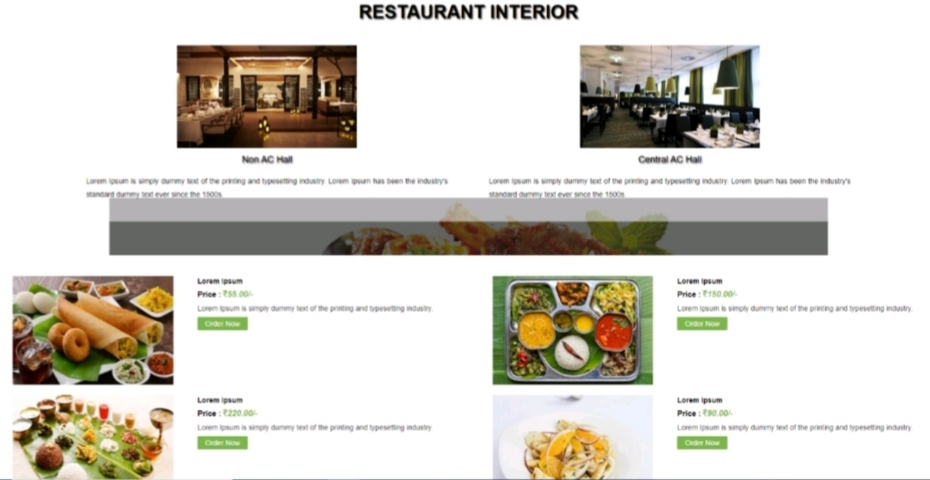 RESTAURANT INTERIOR
Non AC Hall
Lorem Ipsum is simply dummy text of the printing and typesetting industry. Lorem Ipsum has been the industry's
standard dummy text ever since the 1500s.
Central AC Hall
Lorem Ipsum is simply dummy text of the printing and typesetting industry. Lorem Ipsum has been the industry's
standard dummy text ever since the 1500s.
Lorem Ipsum
Price : ₹55.00/-
Lorem Ipsum is simply dummy text of the printing and typesetting industry.
Order Now
Lorem Ipsum
Price : ₹150.00/-
Lorem Ipsum is simply dummy text of the printing and typesetting industry.
Order Now
Lorem Ipsum
Price : ₹220.00/-
Lorem Ipsum is simply dummy text of the printing and typesetting industry.
Order Now
Lorem Ipsum
Price : ₹90.00/-
Lorem Ipsum is simply dummy text of the printing and typesetting industry.
Order Now